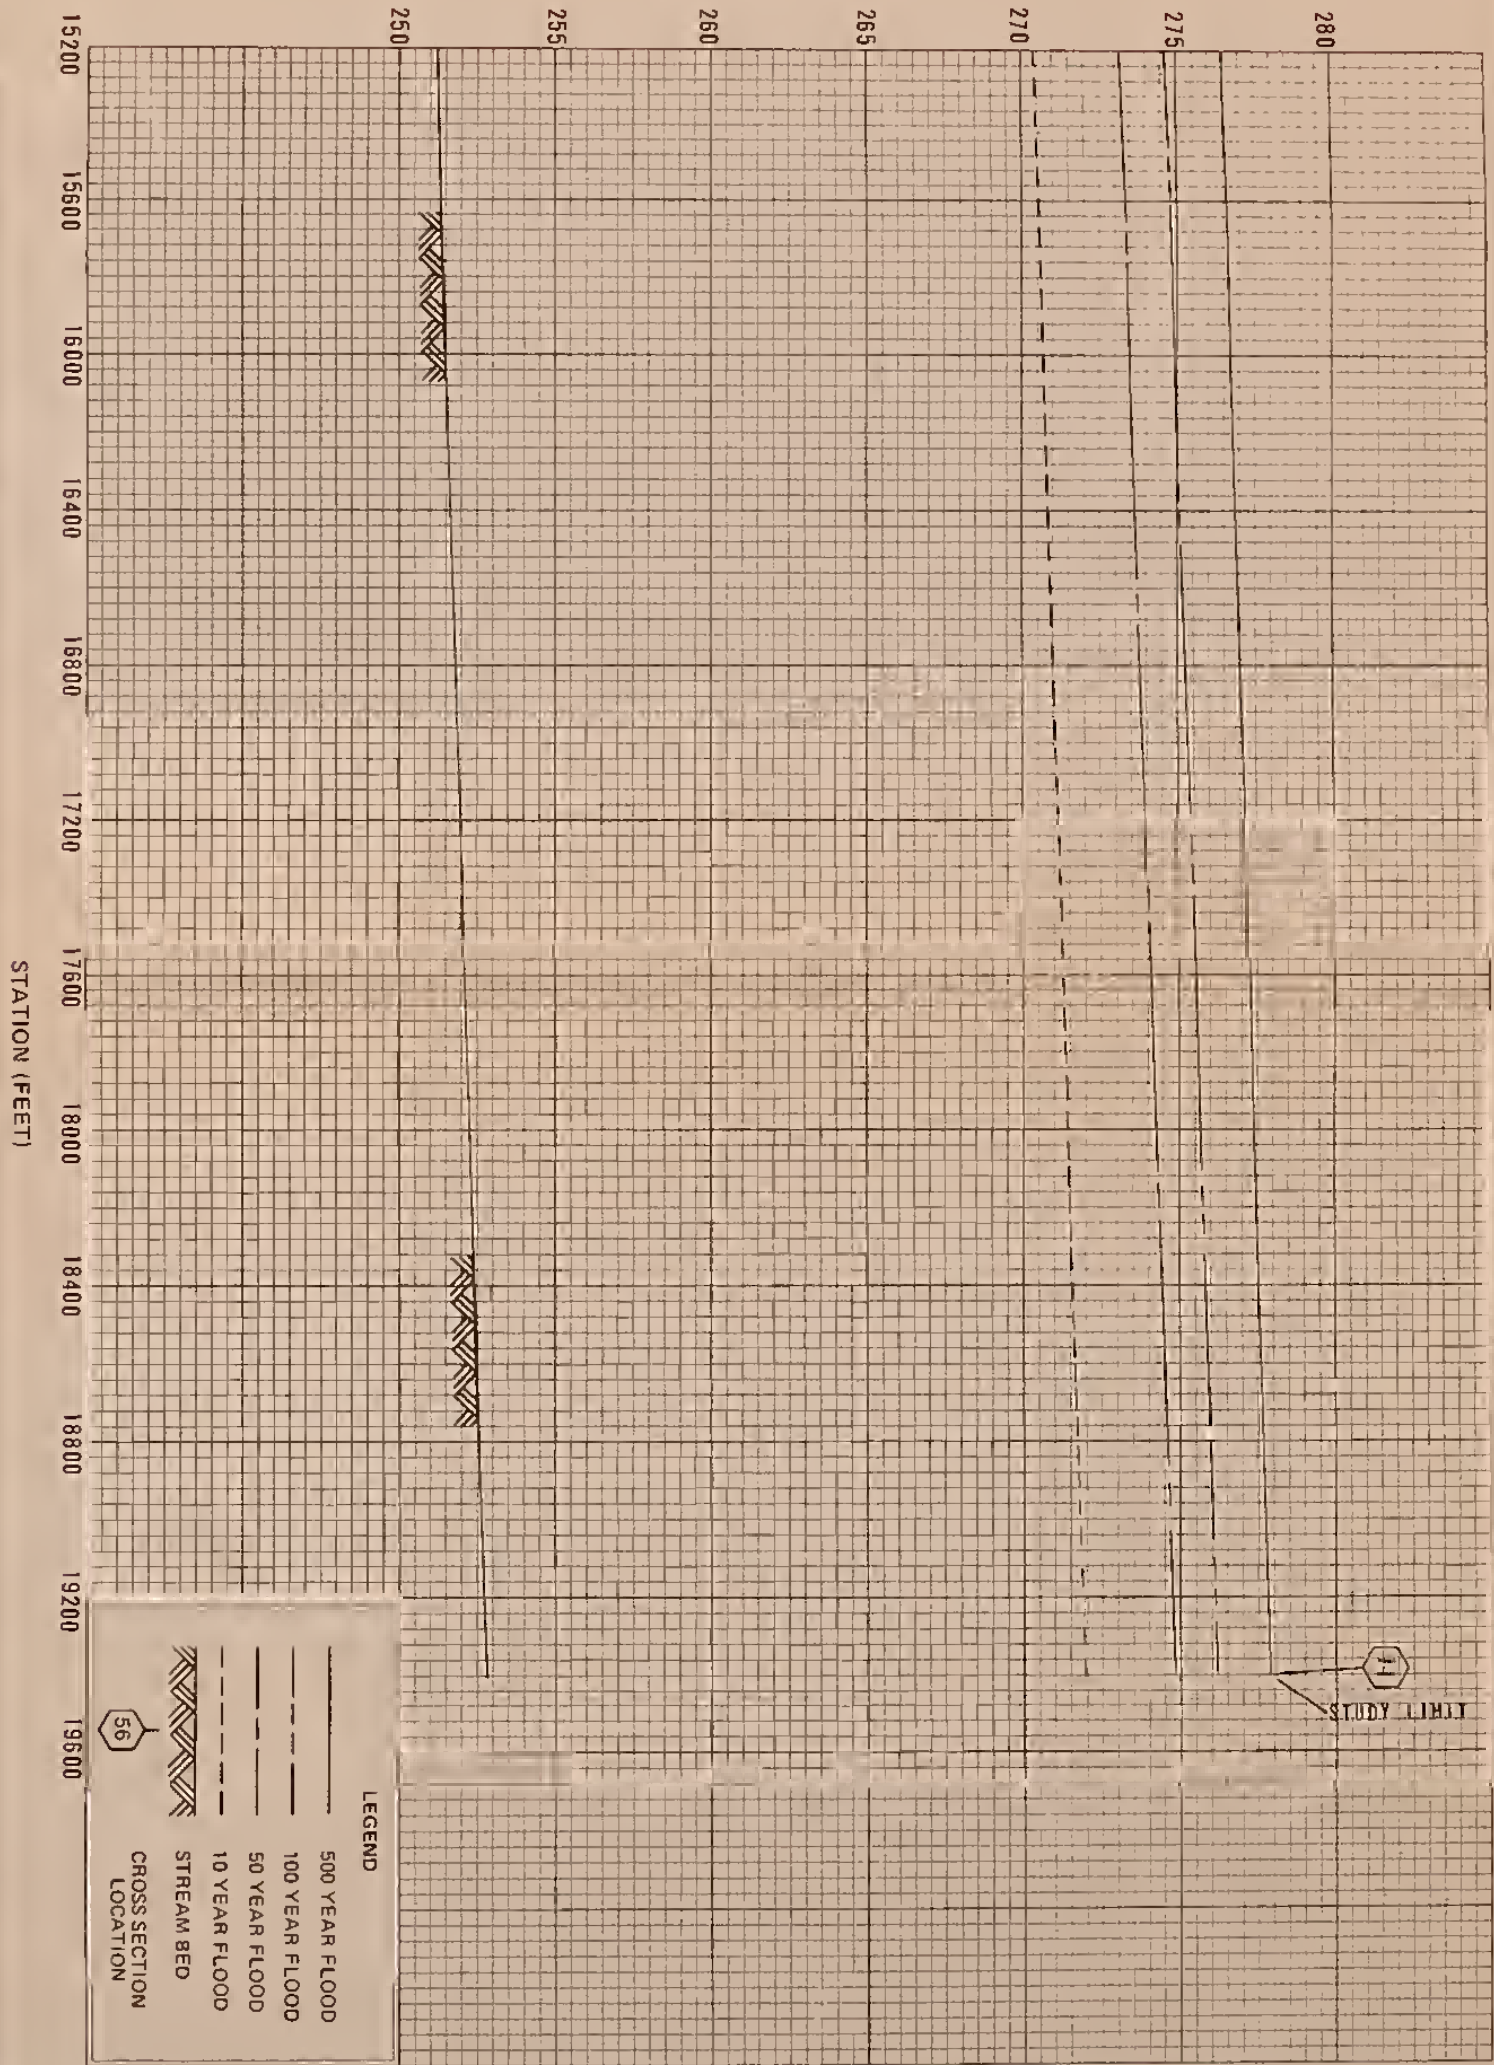 280
275
270
265
260
255
250
15200
15600
16000
16400
16800
17200
17600
18000
18400
18800
19200
19600
STATION (FEET)
STUDY LIMIT
LEGEND
500 YEAR FLOOD
100 YEAR FLOOD
50 YEAR FLOOD
10 YEAR FLOOD
STREAM BED
56
CROSS SECTION
LOCATION